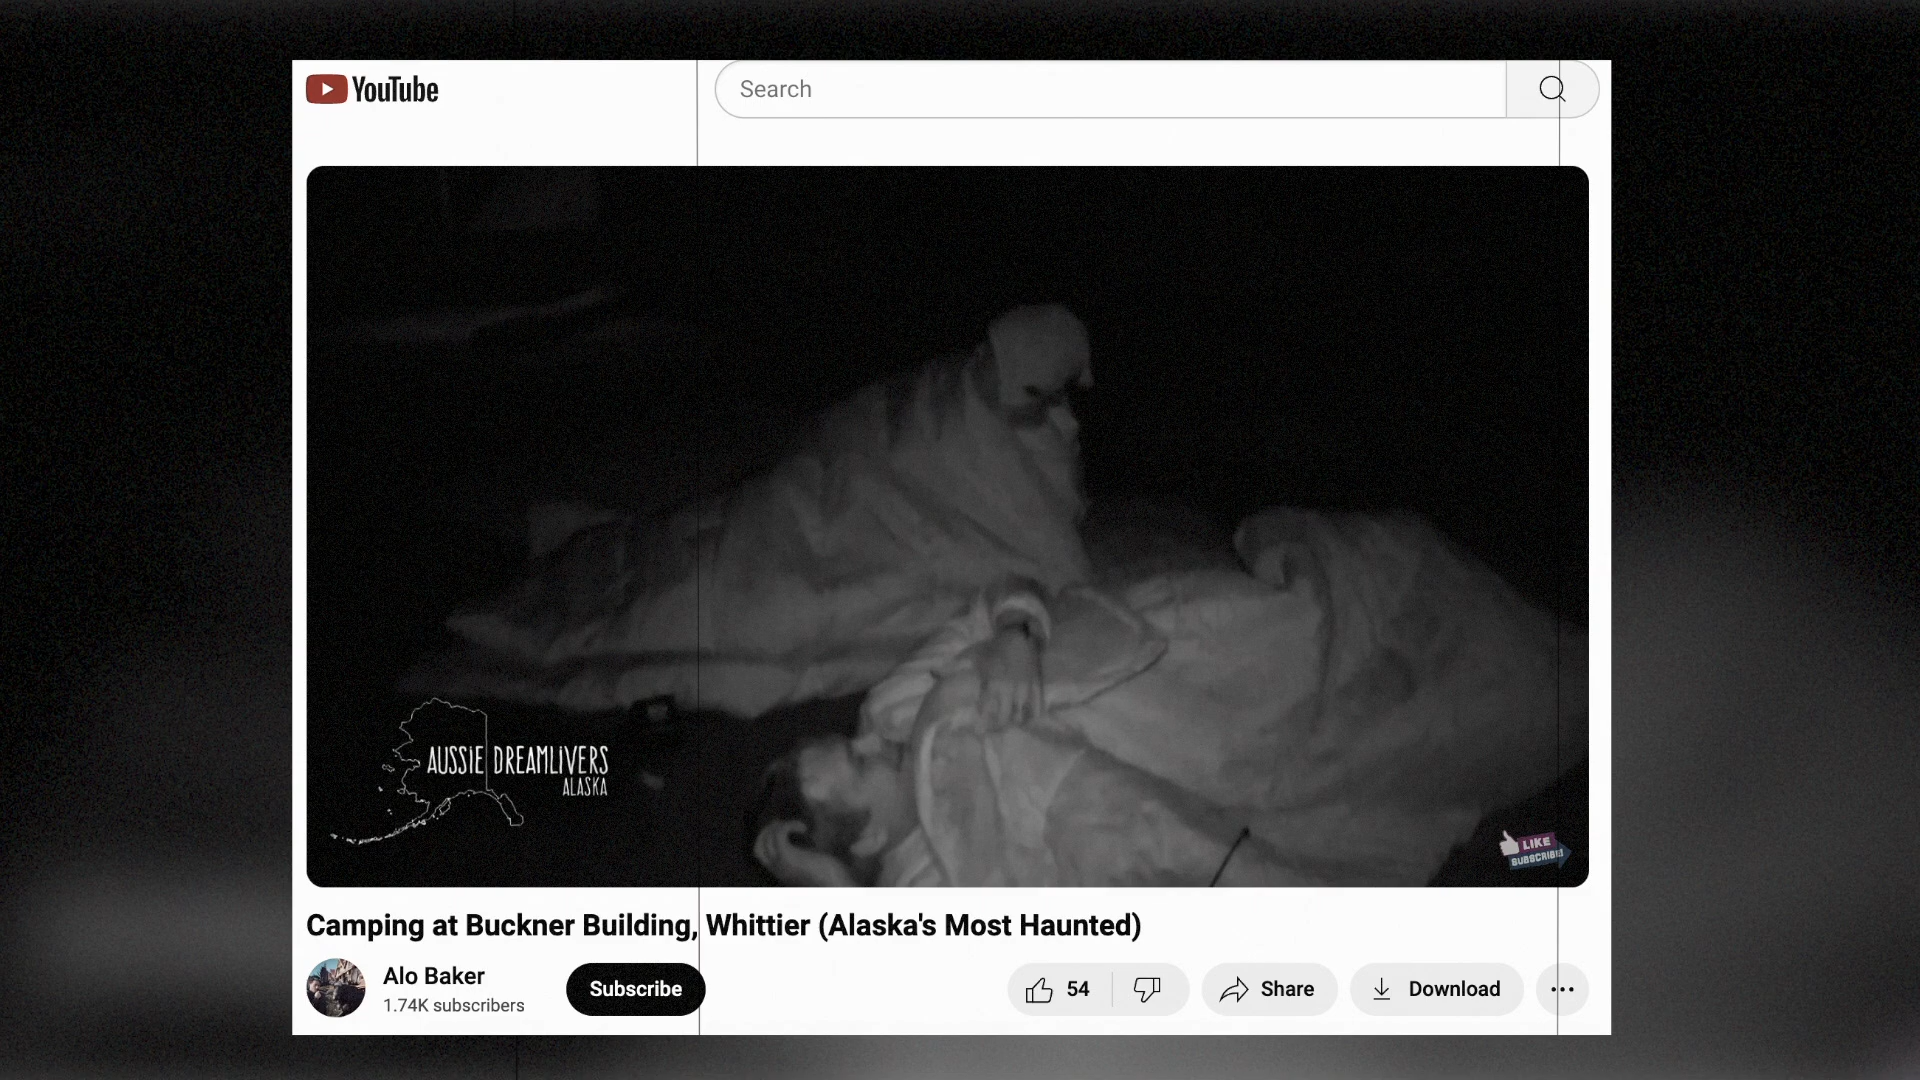 YouTube
Search
AUSSIE DREAMLIVERS
ALASKA
LIKE
SUBSCRIBE
Camping at Buckner Building, Whittier (Alaska's Most Haunted)
Alo Baker
1.74K subscribers
Subscribe
54
Share
Download